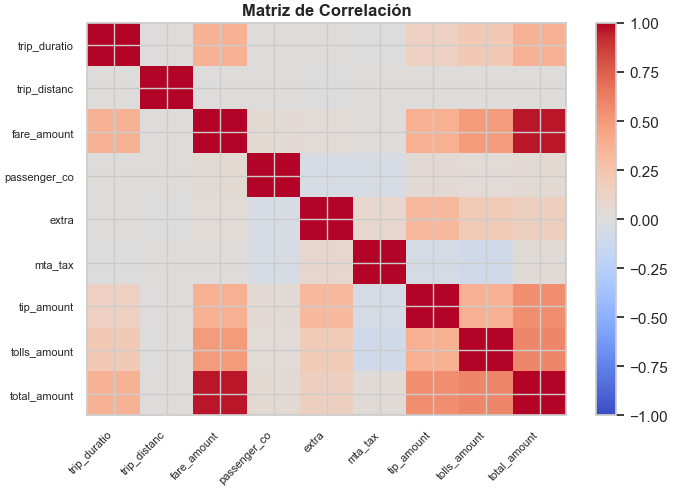 Matriz de Correlación
trip_duratio
trip_distanc
fare_amount
passenger_co
extra
mta_tax
tip_amount
tolls_amount
total_amount
trip_duratio
trip_distanc
fare_amount
passenger_co
extra
mta_tax
tip_amount
tolls_amount
total_amount
1.00
0.75
0.50
0.25
0.00
−0.25
−0.50
−0.75
−1.00